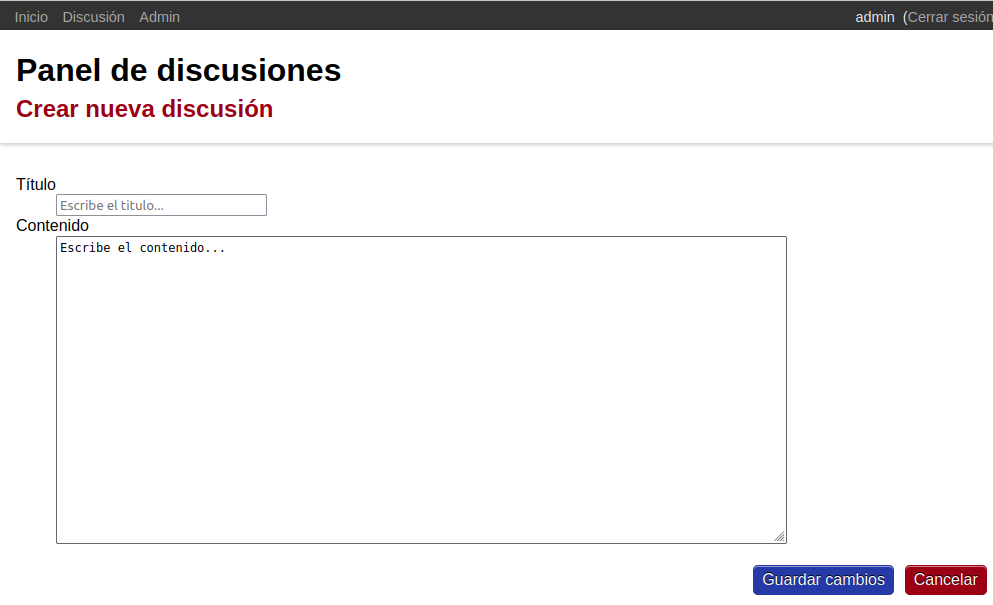 Inicio Discusión Admin admin (Cerrar sesión
Panel de discusiones
Crear nueva discusión
Título
Escribe el titulo...
Contenido
Escribe el contenido...
Guardar cambios Cancelar